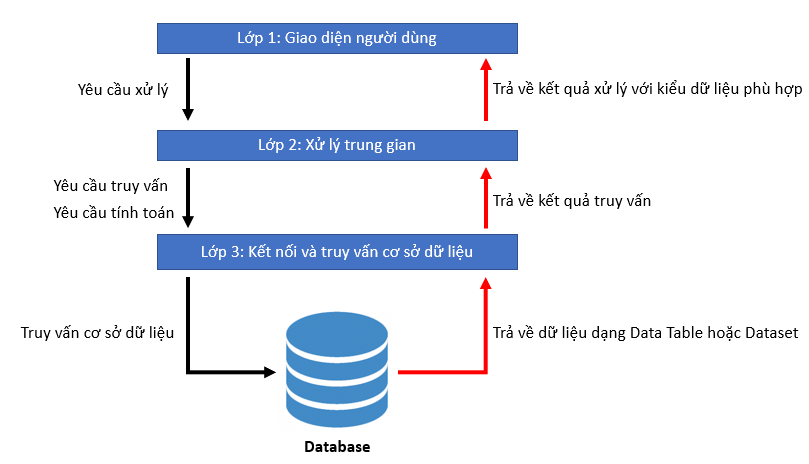 Lớp 1: Giao diện người dùng
Yêu cầu xử lý
Trả về kết quả xử lý với kiểu dữ liệu phù hợp
Lớp 2: Xử lý trung gian
Yêu cầu truy vấn
Yêu cầu tính toán
Trả về kết quả truy vấn
Lớp 3: Kết nối và truy vấn cơ sở dữ liệu
Truy vấn cơ sở dữ liệu
Trả về dữ liệu dạng Data Table hoặc Dataset
Database